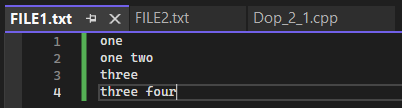 FILE1.txt FILE2.txt Dop_2_1.cpp
1 one
2 one two
3 three
4 three four